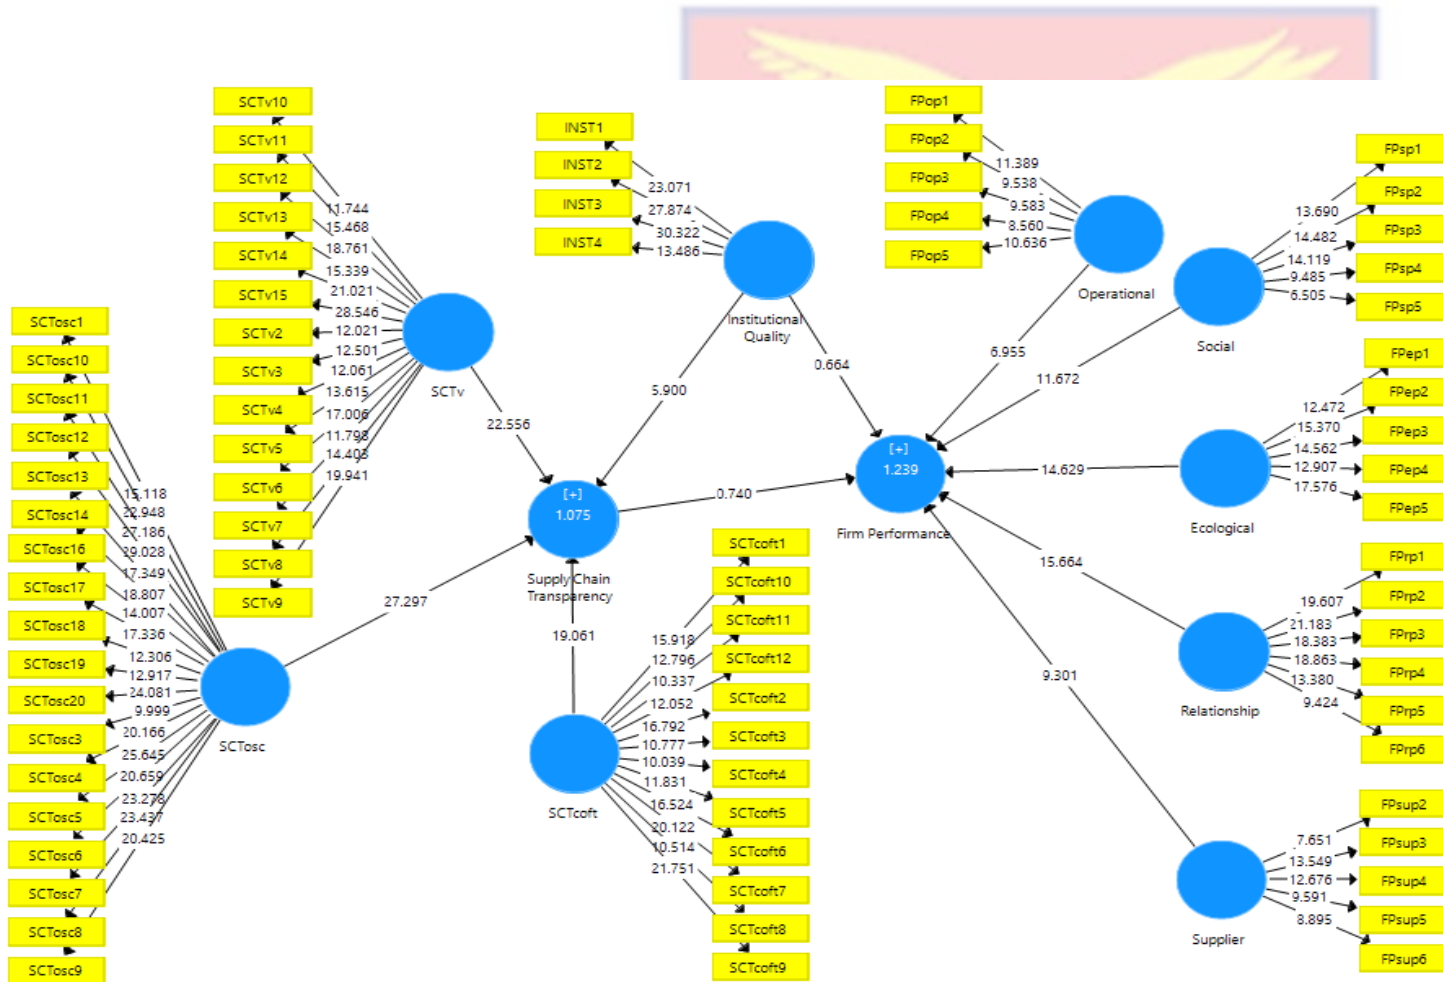 SCTv10
SCTv11
SCTv12
SCTv13
SCTv14
SCTv15
SCTv2
SCTv3
SCTv4
SCTv5
SCTv6
SCTv7
SCTv8
SCTv9
11.744
15.468
18.761
15.339
21.021
28.546
12.021
12.501
12.061
13.615
17.006
11.798
14.403
19.941
SCTv
22.556
SCTosc1
SCTosc10
SCTosc11
SCTosc12
SCTosc13
SCTosc14
SCTosc16
SCTosc17
SCTosc18
SCTosc19
SCTosc20
SCTosc3
SCTosc4
SCTosc5
SCTosc6
SCTosc7
SCTosc8
SCTosc9
15.118
22.948
27.186
29.028
17.349
18.807
14.007
17.336
12.306
12.917
24.081
9.999
20.166
25.645
20.659
23.278
23.437
20.425
SCTosc
27.297
INST1
INST2
INST3
INST4
23.071
27.874
30.322
13.486
Institutional
Quality
5.900
0.664
[+]
1.075
Supply Chain
Transparency
0.740
19.061
SCTcoft
SCTcoft1
SCTcoft10
SCTcoft11
SCTcoft12
SCTcoft2
SCTcoft3
SCTcoft4
SCTcoft5
SCTcoft6
SCTcoft7
SCTcoft8
SCTcoft9
15.918
12.796
10.337
12.052
16.792
10.777
10.039
11.831
16.524
20.122
10.514
21.751
FPop1
FPop2
FPop3
FPop4
FPop5
11.389
9.538
9.583
8.560
10.636
Operational
6.955
[+]
1.239
Firm Performance
FPsp1
FPsp2
FPsp3
FPsp4
FPsp5
13.690
14.482
14.119
9.485
6.505
Social
11.672
FPep1
FPep2
FPep3
FPep4
FPep5
12.472
15.370
14.562
12.907
17.576
Ecological
14.629
FPrp1
FPrp2
FPrp3
FPrp4
FPrp5
FPrp6
19.607
21.183
18.383
18.863
13.380
9.424
Relationship
15.664
FPsup2
FPsup3
FPsup4
FPsup5
FPsup6
7.651
13.549
12.676
9.591
8.895
Supplier
9.301